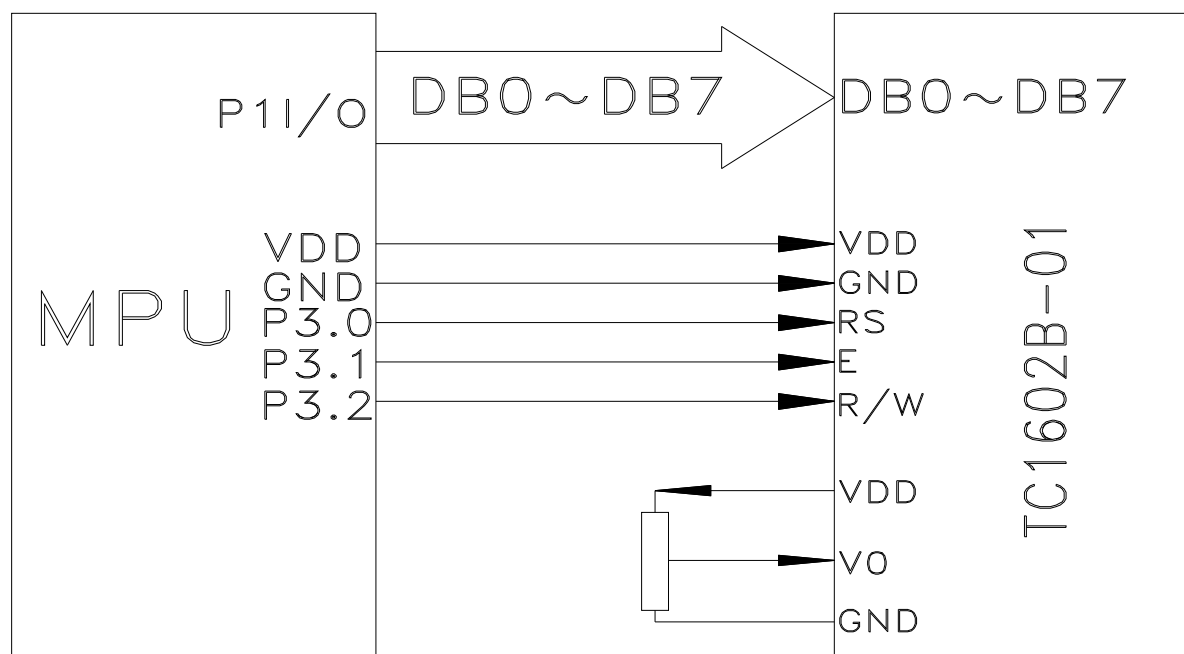 P1I/O
DB0~DB7
DB0~DB7
MPU
VDD
GND
P3.0
P3.1
P3.2
VDD
GND
RS
E
R/W
VDD
V0
GND
TC1602B-01